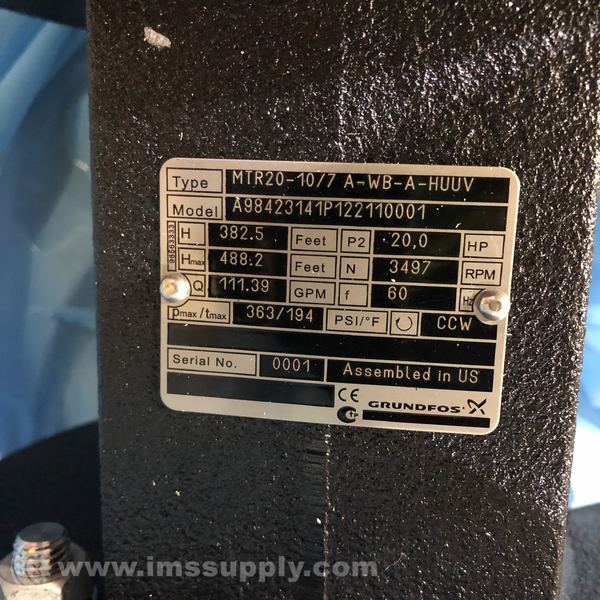 Type MTR20-10/7 A-WB-A-HUUV
Model A98423141P122110001
96563333
H 382.5 Feet P2 20,0 HP
Hmax 488.2 Feet N 3497 RPM
Q 111.39 GPM f 60 Hz
pmax/tmax 363/194 PSI/°F CCW
Serial No. 0001 Assembled in US
CE GRUNDFOS
www.imssupply.com